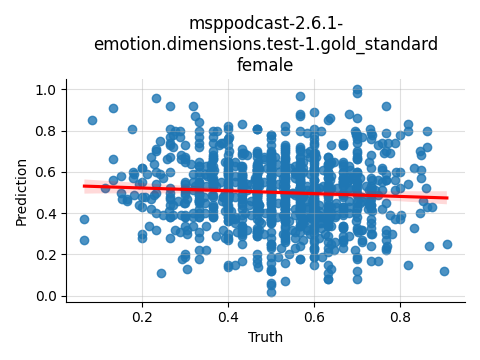 msppodcast-2.6.1-
emotion.dimensions.test-1.gold_standard
female
1.0
0.8
0.6
0.4
0.2
0.0
Prediction
0.2
0.4
0.6
0.8
Truth